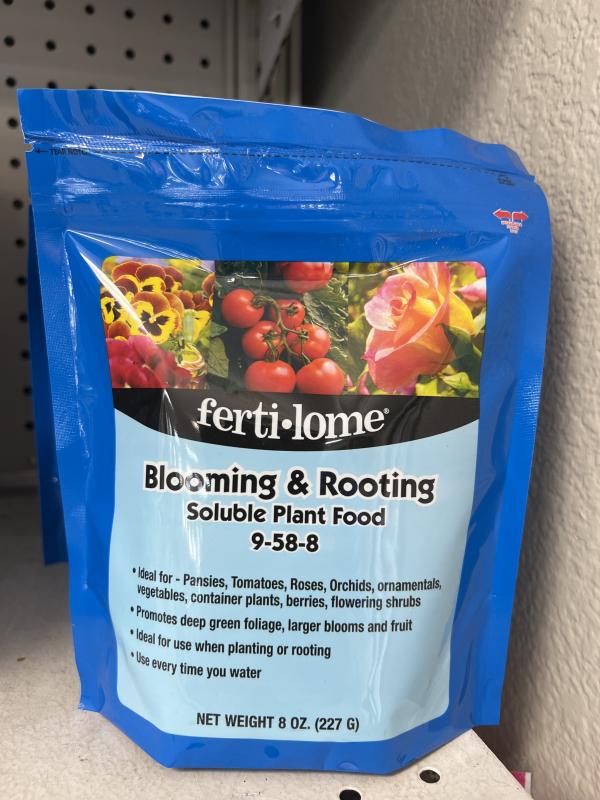 ← TEAR NOTCH
ferti•lome®
Blooming & Rooting
Soluble Plant Food
9-58-8
• Ideal for - Pansies, Tomatoes, Roses, Orchids, ornamentals,
vegetables, container plants, berries, flowering shrubs
• Promotes deep green foliage, larger blooms and fruit
• Ideal for use when planting or rooting
• Use every time you water
NET WEIGHT 8 OZ. (227 G)